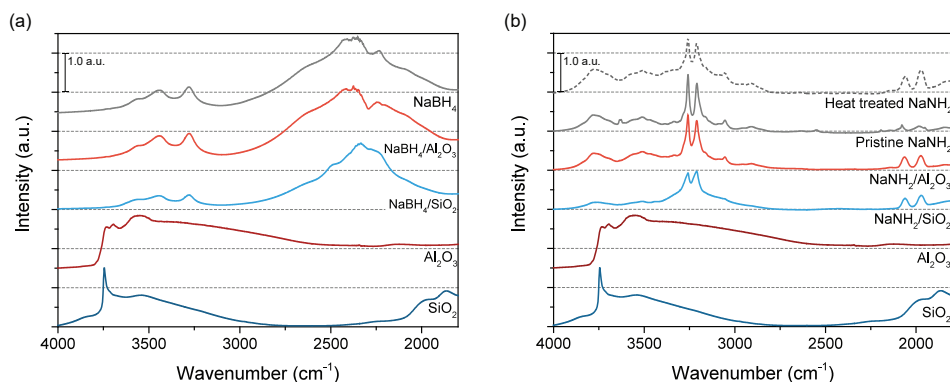 (a)
1.0 a.u.
NaBH₄
NaBH₄/Al₂O₃
NaBH₄/SiO₂
Al₂O₃
SiO₂
Intensity (a.u.)
4000 3500 3000 2500 2000
Wavenumber (cm⁻¹)
(b)
1.0 a.u.
Heat treated NaNH₂
Pristine NaNH₂
NaNH₂/Al₂O₃
NaNH₂/SiO₂
Al₂O₃
SiO₂
Intensity (a.u.)
4000 3500 3000 2500 2000
Wavenumber (cm⁻¹)